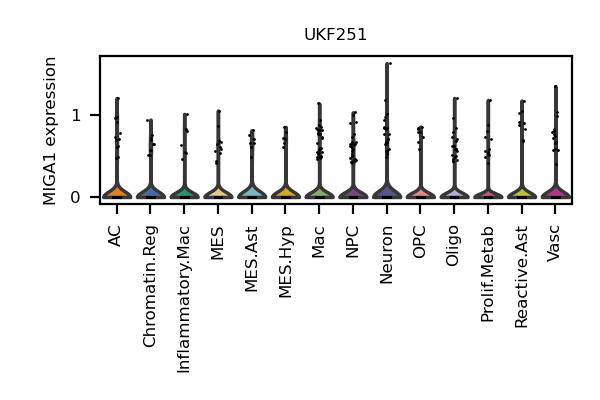 UKF251
MIGA1 expression
1
0
AC
Chromatin.Reg
Inflammatory.Mac
MES
MES.Ast
MES.Hyp
Mac
NPC
Neuron
OPC
Oligo
Prolif.Metab
Reactive.Ast
Vasc